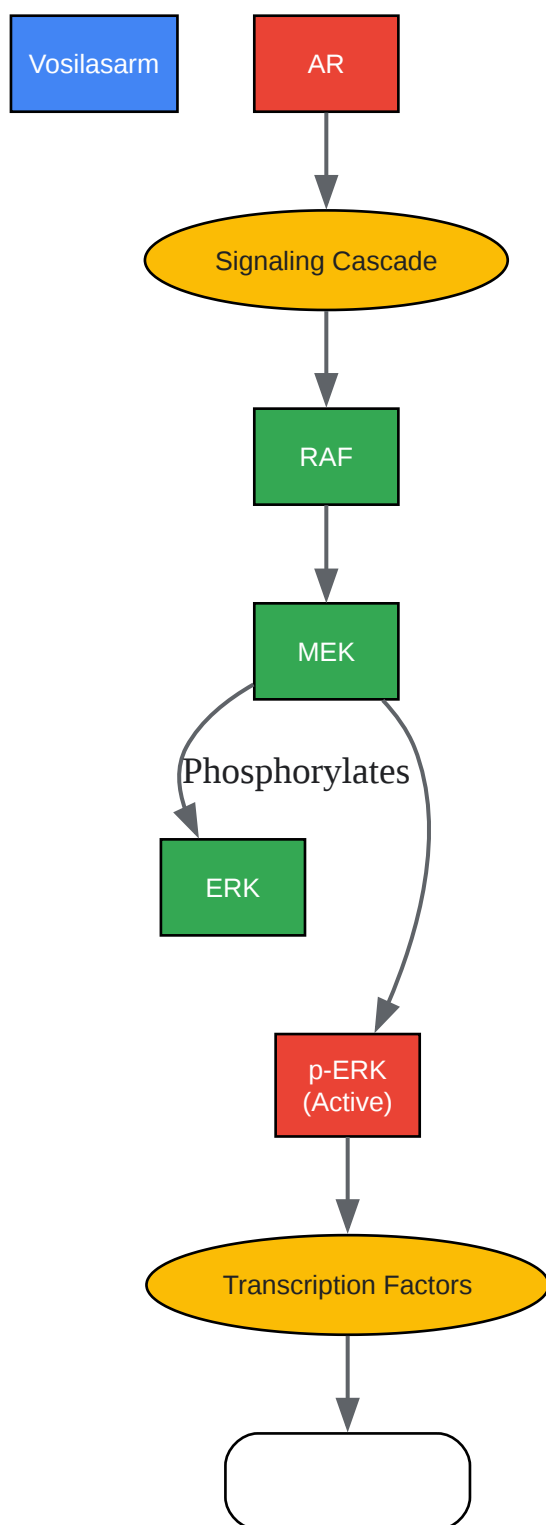 Vosilasarm
AR
Signaling Cascade
RAF
MEK
Phosphorylates
ERK
p-ERK
(Active)
Transcription Factors